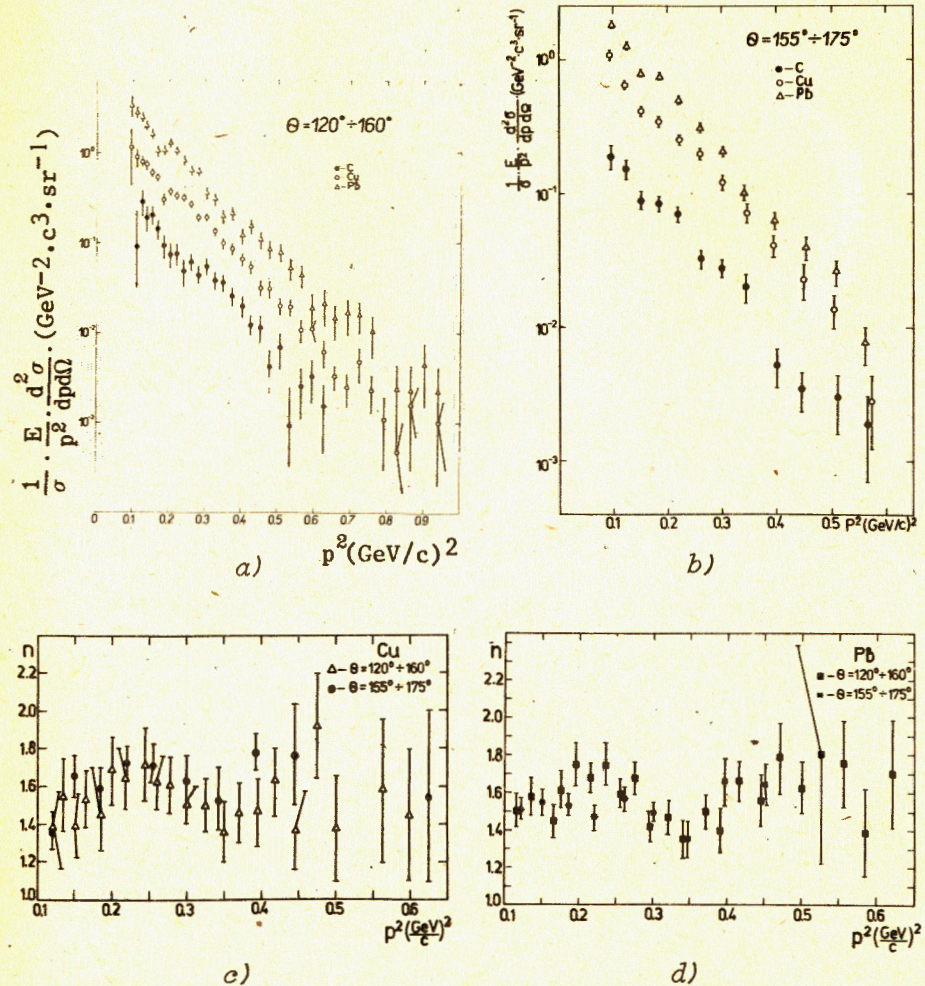 1/σ · E/p² · d²σ/dpdΩ · (GeV⁻².c³.sr⁻¹)
Θ=120°÷160°
●-C
○-Cu
△-Pb
10⁰
10⁻¹
10⁻²
10⁻³
0 0.1 0.2 0.3 0.4 0.5 0.6 0.7 0.8 0.9
p²(GeV/c)²
a)
1/σ · E/p² · d²σ/dp dΩ (GeV⁻²·c³·sr⁻¹)
Θ=155°÷175°
●-C
○-Cu
△-Pb
10⁰
10⁻¹
10⁻²
10⁻³
0.1 0.2 0.3 0.4 0.5 P²(GeV/c)²
b)
n
Cu
△-Θ=120°÷160°
●-Θ=155°÷175°
2.2
2.0
1.8
1.6
1.4
1.2
1.0
0.1 0.2 0.3 0.4 0.5 0.6
P²(GeV/c)²
c)
n
Pb
■-Θ=120°÷160°
■-Θ=155°÷175°
2.2
2.0
1.8
1.6
1.4
1.2
1.0
0.1 0.2 0.3 0.4 0.5 0.6
P²(GeV/c)²
d)